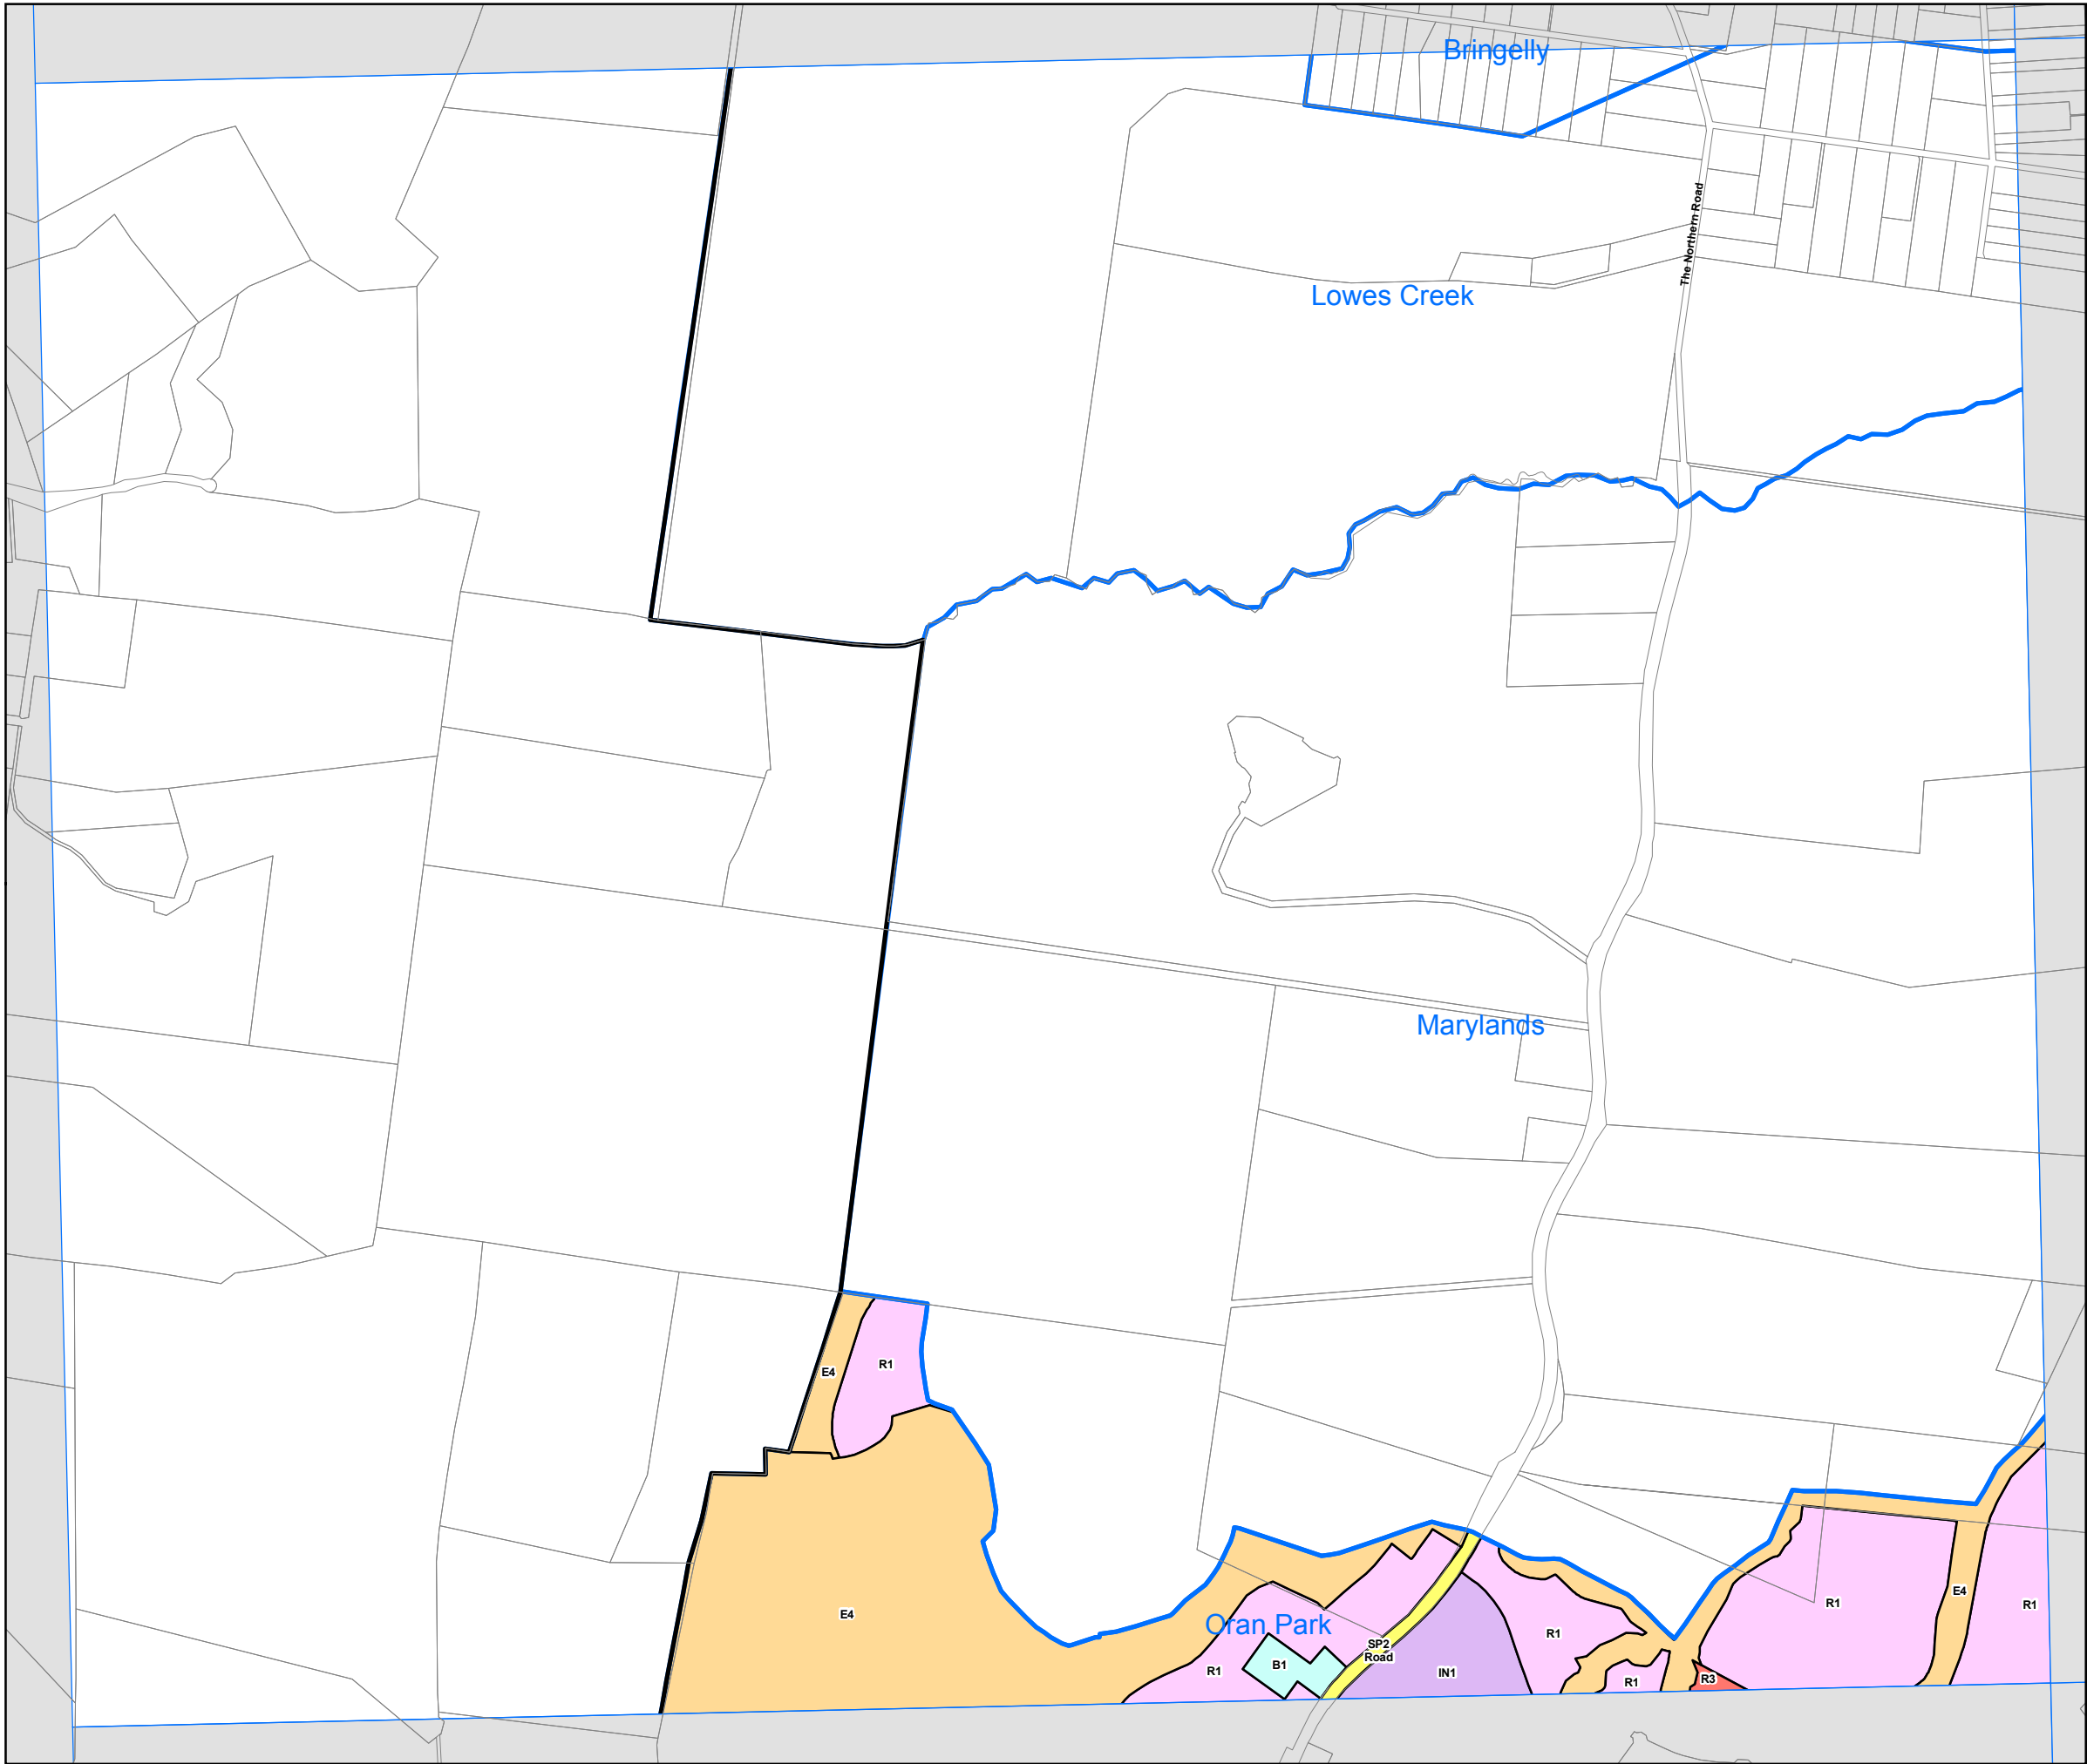 Bringelly
The Northern Road
Lowes Creek
Marylands
E4
R1
E4
R1
E4
R1
Oran Park
R1
SP2
Road
R1
B1
IN1
R1
R3